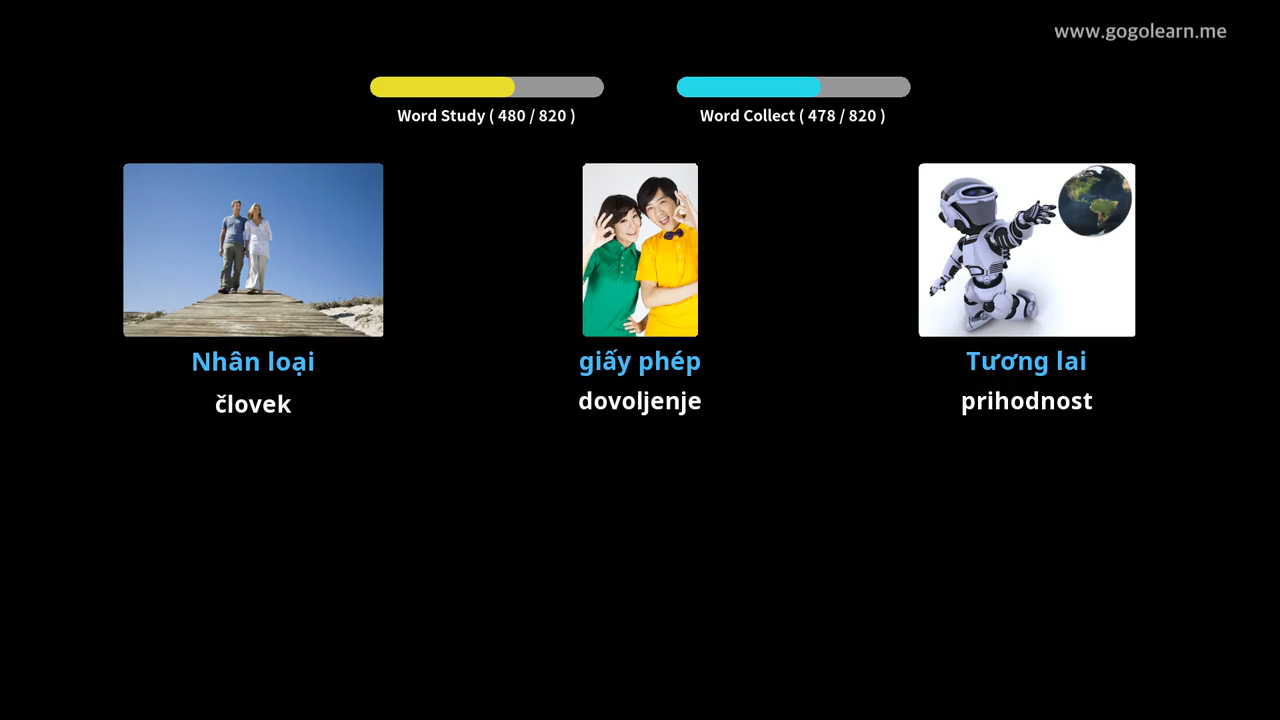 www.gogolearn.me
Word Study ( 480 / 820 )
Word Collect ( 478 / 820 )
Nhân loại
človek
giấy phép
dovoljenje
Tương lai
prihodnost